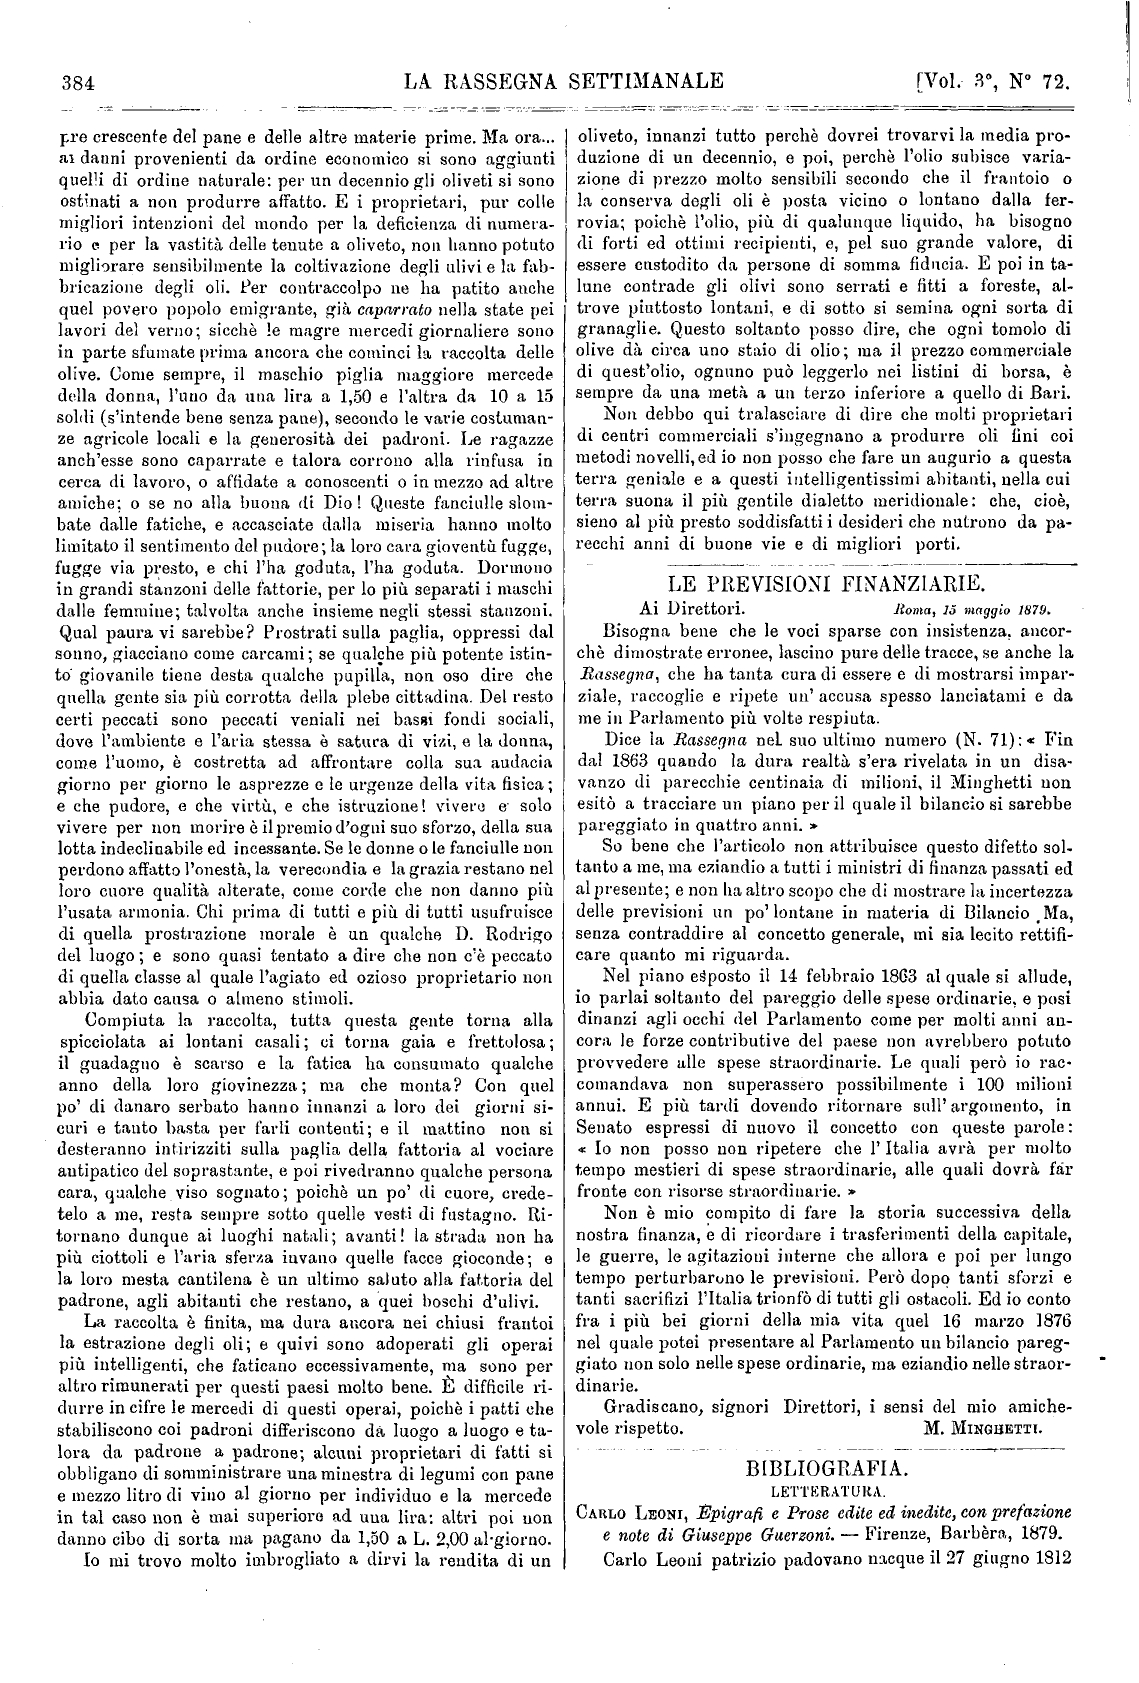 384
LA RASSEGNA SETTIMANALE
[Vol. 3°, N° 72.
pre crescente del pane e delle altre materie prime. Ma ora...
ai danni provenienti da ordine economico si sono aggiunti
quelli di ordine naturale: per un decennio gli oliveti si sono
ostinati a non produrre affatto. E i proprietari, pur colle
migliori intenzioni del mondo per la deficienza di numera-
rio e per la vastità delle tenute a oliveto, non hanno potuto
migliorare sensibilmente la coltivazione degli ulivi e la fab-
bricazione degli oli. Per contraccolpo ne ha patito anche
quel povero popolo emigrante, già caparrato nella state pei
lavori del verno; sicchè le magre mercedi giornaliere sono
in parte sfumate prima ancora che cominci la raccolta delle
olive. Come sempre, il maschio piglia maggiore mercede
della donna, l'uno da una lira a 1,50 e l'altra da 10 a 15
soldi (s'intende bene senza pane), secondo le varie costuman-
ze agricole locali e la generosità dei padroni. Le ragazze
anch'esse sono caparrate e talora corrono alla rinfusa in
cerca di lavoro, o affidate a conoscenti o in mezzo ad altre
amiche; o se no alla buona di Dio! Queste fanciulle slom-
bate dalle fatiche, e accasciate dalla miseria hanno molto
limitato il sentimento del pudore; la loro cara gioventù fugge,
fugge via presto, e chi l'ha goduta, l'ha goduta. Dormono
in grandi stanzoni delle fattorie, per lo più separati i maschi
dalle femmine; talvolta anche insieme negli stessi stanzoni.
Qual paura vi sarebbe? Prostrati sulla paglia, oppressi dal
sonno, giacciano come carcami; se qualche più potente istin-
to giovanile tiene desta qualche pupilla, non oso dire che
quella gente sia più corrotta della plebe cittadina. Del resto
certi peccati sono peccati veniali nei bassi fondi sociali,
dove l'ambiente e l'aria stessa è satura di vizi, e la donna,
come l'uomo, è costretta ad affrontare colla sua audacia
giorno per giorno le asprezze e le urgenze della vita fisica;
e che pudore, e che virtù, e che istruzione! vivere e solo
vivere per non morire è il premio d'ogni suo sforzo, della sua
lotta indeclinabile ed incessante. Se le donne o le fanciulle non
perdono affatto l'onestà, la verecondia e la grazia restano nel
loro cuore qualità alterate, come corde che non danno più
l'usata armonia. Chi prima di tutti e più di tutti usufruisce
di quella prostrazione morale è un qualche D. Rodrigo
del luogo; e sono quasi tentato a dire che non c'è peccato
di quella classe al quale l'agiato ed ozioso proprietario non
abbia dato causa o almeno stimoli.
Compiuta la raccolta, tutta questa gente torna alla
spicciolata ai lontani casali; ci torna gaia e frettolosa;
il guadagno è scarso e la fatica ha consumato qualche
anno della loro giovinezza; ma che monta? Con quel
po' di danaro serbato hanno innanzi a loro dei giorni si-
curi e tanto basta per farli contenti; e il mattino non si
desteranno intirizziti sulla paglia della fattoria al vociare
antipatico del soprastante, e poi rivedranno qualche persona
cara, qualche viso sognato; poichè un po' di cuore, crede-
telo a me, resta sempre sotto quelle vesti di fustagno. Ri-
tornano dunque ai luoghi natali; avanti! la strada non ha
più ciottoli e l'aria sferza invano quelle facce gioconde; e
la loro mesta cantilena è un ultimo saluto alla fattoria del
padrone, agli abitanti che restano, a quei boschi d'ulivi.
La raccolta è finita, ma dura ancora nei chiusi frantoi
la estrazione degli oli; e quivi sono adoperati gli operai
più intelligenti, che faticano eccessivamente, ma sono per
altro rimunerati per questi paesi molto bene. È difficile ri-
durre in cifre le mercedi di questi operai, poichè i patti che
stabiliscono coi padroni differiscono da luogo a luogo e ta-
lora da padrone a padrone; alcuni proprietari di fatti si
obbligano di somministrare una minestra di legumi con pane
e mezzo litro di vino al giorno per individuo e la mercede
in tal caso non è mai superiore ad una lira: altri poi non
danno cibo di sorta ma pagano da 1,50 a L. 2,00 al giorno.
Io mi trovo molto imbrogliato a dirvi la rendita di un
oliveto, innanzi tutto perchè dovrei trovarvi la media pro-
duzione di un decennio, e poi, perchè l'olio subisce varia-
zione di prezzo molto sensibili secondo che il frantoio o
la conserva degli oli è posta vicino o lontano dalla fer-
rovia; poichè l'olio, più di qualunque liquido, ha bisogno
di forti ed ottimi recipienti, e, pel suo grande valore, di
essere custodito da persone di somma fiducia. E poi in ta-
lune contrade gli olivi sono serrati e fitti a foreste, al-
trove piuttosto lontani, e di sotto si semina ogni sorta di
granaglie. Questo soltanto posso dire, che ogni tomolo di
olive dà circa uno staio di olio; ma il prezzo commerciale
di quest'olio, ognuno può leggerlo nei listini di borsa, è
sempre da una metà a un terzo inferiore a quello di Bari.
Non debbo qui tralasciare di dire che molti proprietari
di centri commerciali s'ingegnano a produrre oli fini coi
metodi novelli, ed io non posso che fare un augurio a questa
terra geniale e a questi intelligentissimi abitanti, nella cui
terra suona il più gentile dialetto meridionale: che, cioè,
sieno al più presto soddisfatti i desideri che nutrono da pa-
recchi anni di buone vie e di migliori porti.
LE PREVISIONI FINANZIARIE.
Ai Direttori. Roma, 15 maggio 1879.
Bisogna bene che le voci sparse con insistenza, ancor-
chè dimostrate erronee, lascino pure delle tracce, se anche la
Rassegna, che ha tanta cura di essere e di mostrarsi impar-
ziale, raccoglie e ripete un' accusa spesso lanciatami e da
me in Parlamento più volte respiuta.
Dice la Rassegna nel suo ultimo numero (N. 71): « Fin
dal 1863 quando la dura realtà s'era rivelata in un disa-
vanzo di parecchie centinaia di milioni, il Minghetti non
esitò a tracciare un piano per il quale il bilancio si sarebbe
pareggiato in quattro anni. »
So bene che l'articolo non attribuisce questo difetto sol-
tanto a me, ma eziandio a tutti i ministri di finanza passati ed
al presente; e non ha altro scopo che di mostrare la incertezza
delle previsioni un po' lontane in materia di Bilancio. Ma,
senza contraddire al concetto generale, mi sia lecito rettifi-
care quanto mi riguarda.
Nel piano esposto il 14 febbraio 1863 al quale si allude,
io parlai soltanto del pareggio delle spese ordinarie, e posi
dinanzi agli occhi del Parlamento come per molti anni an-
cora le forze contributive del paese non avrebbero potuto
provvedere alle spese straordinarie. Le quali però io rac-
comandava non superassero possibilmente i 100 milioni
annui. E più tardi dovendo ritornare sull' argomento, in
Senato espressi di nuovo il concetto con queste parole:
« Io non posso non ripetere che l' Italia avrà per molto
tempo mestieri di spese straordinarie, alle quali dovrà far
fronte con risorse straordinarie. »
Non è mio compito di fare la storia successiva della
nostra finanza, e di ricordare i trasferimenti della capitale,
le guerre, le agitazioni interne che allora e poi per lungo
tempo perturbarono le previsioni. Però dopo tanti sforzi e
tanti sacrifizi l'Italia trionfò di tutti gli ostacoli. Ed io conto
fra i più bei giorni della mia vita quel 16 marzo 1876
nel quale potei presentare al Parlamento un bilancio pareg-
giato non solo nelle spese ordinarie, ma eziandio nelle straor-
dinarie.
Gradiscano, signori Direttori, i sensi del mio amiche-
vole rispetto. M. MINGHETTI.
BIBLIOGRAFIA.
LETTERATURA.
CARLO LEONI, Epigrafi e Prose edite ed inedite, con prefazione
e note di Giuseppe Guerzoni. — Firenze, Barbèra, 1879.
Carlo Leoni patrizio padovano nacque il 27 giugno 1812